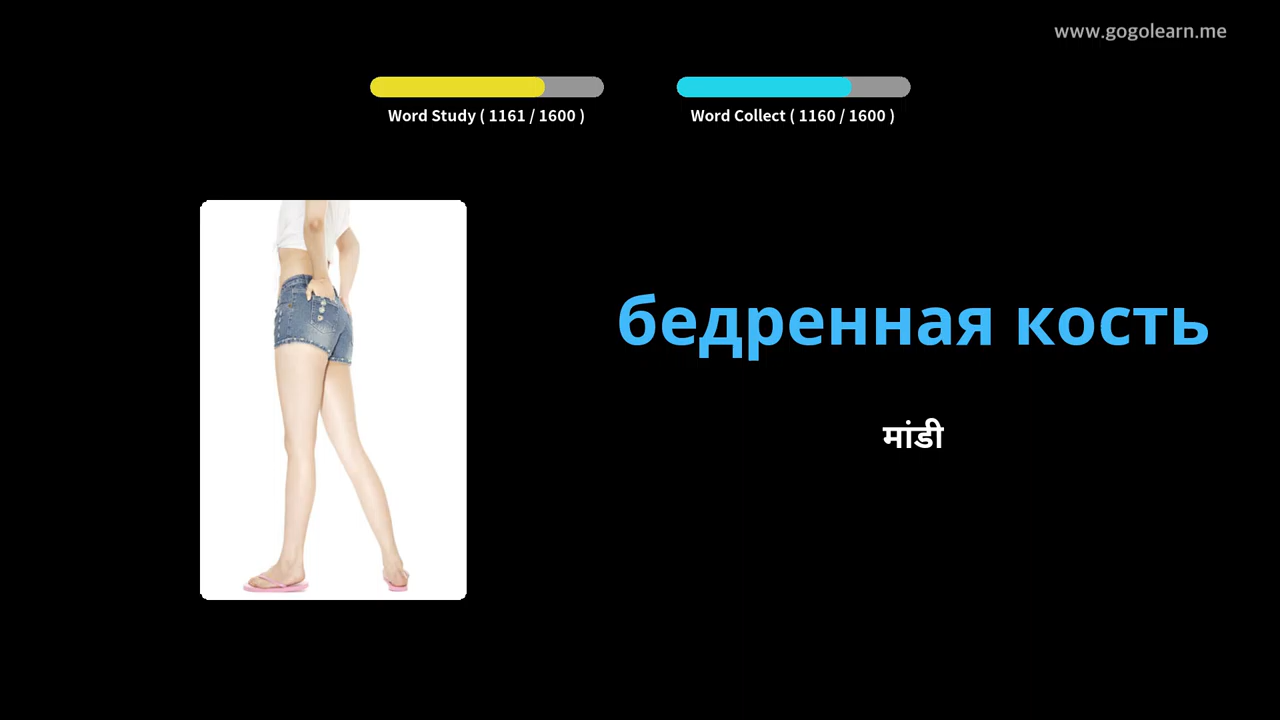 www.gogolearn.me
Word Study ( 1161 / 1600 )
Word Collect ( 1160 / 1600 )
бедренная кость
मांडी